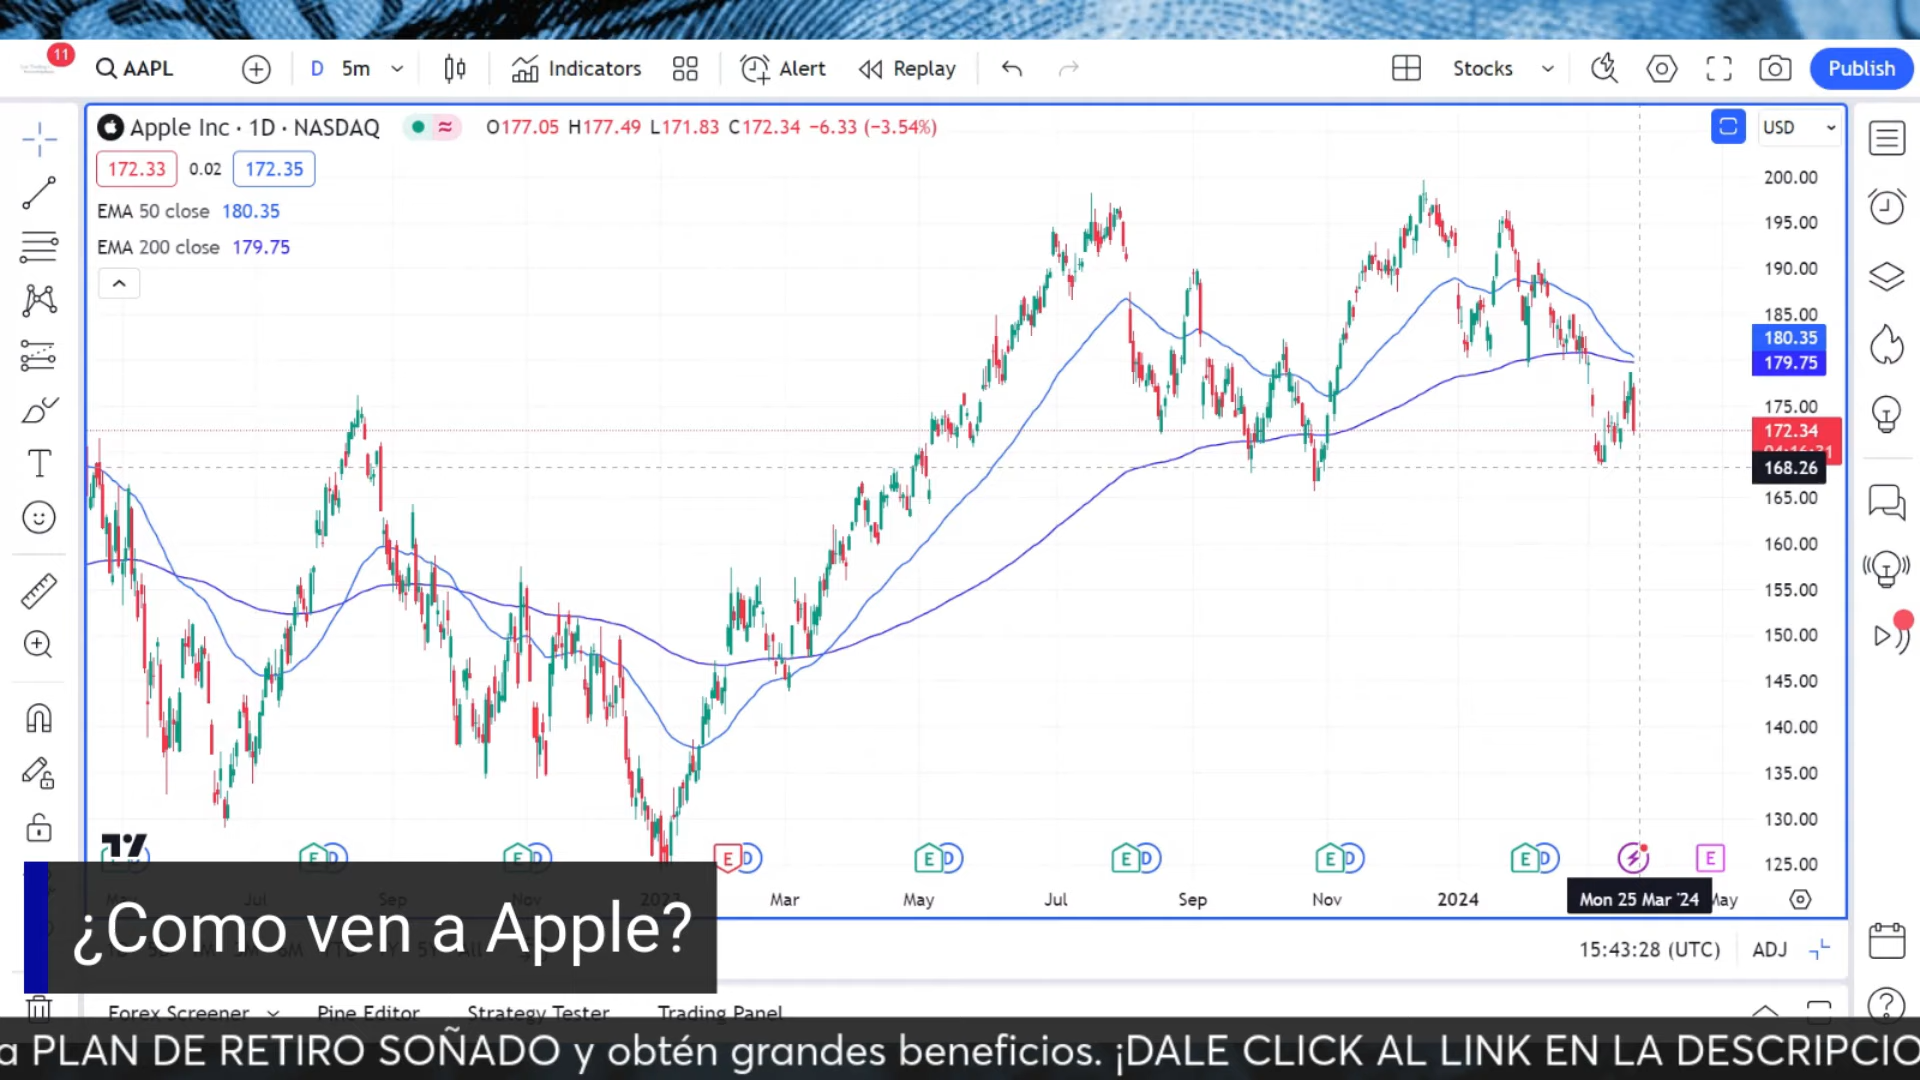 11
AAPL
D 5m
Indicators
Alert
Replay
Stocks
Publish
Apple Inc · 1D · NASDAQ
O177.05 H177.49 L171.83 C172.34 −6.33 (−3.54%)
USD
172.33 0.02 172.35
EMA 50 close 180.35
EMA 200 close 179.75
200.00
195.00
190.00
185.00
180.35
179.75
175.00
172.34
168.26
165.00
160.00
155.00
150.00
145.00
140.00
135.00
130.00
125.00
E D E D E D E D E D E D E D E
Jul Sep Nov Mar May Jul Sep Nov 2024 Mon 25 Mar '24 May
¿Como ven a Apple?
15:43:28 (UTC) ADJ
Forex Screener Pine Editor Strategy Tester Trading Panel
a PLAN DE RETIRO SOÑADO y obtén grandes beneficios. ¡DALE CLICK AL LINK EN LA DESCRIPCIO